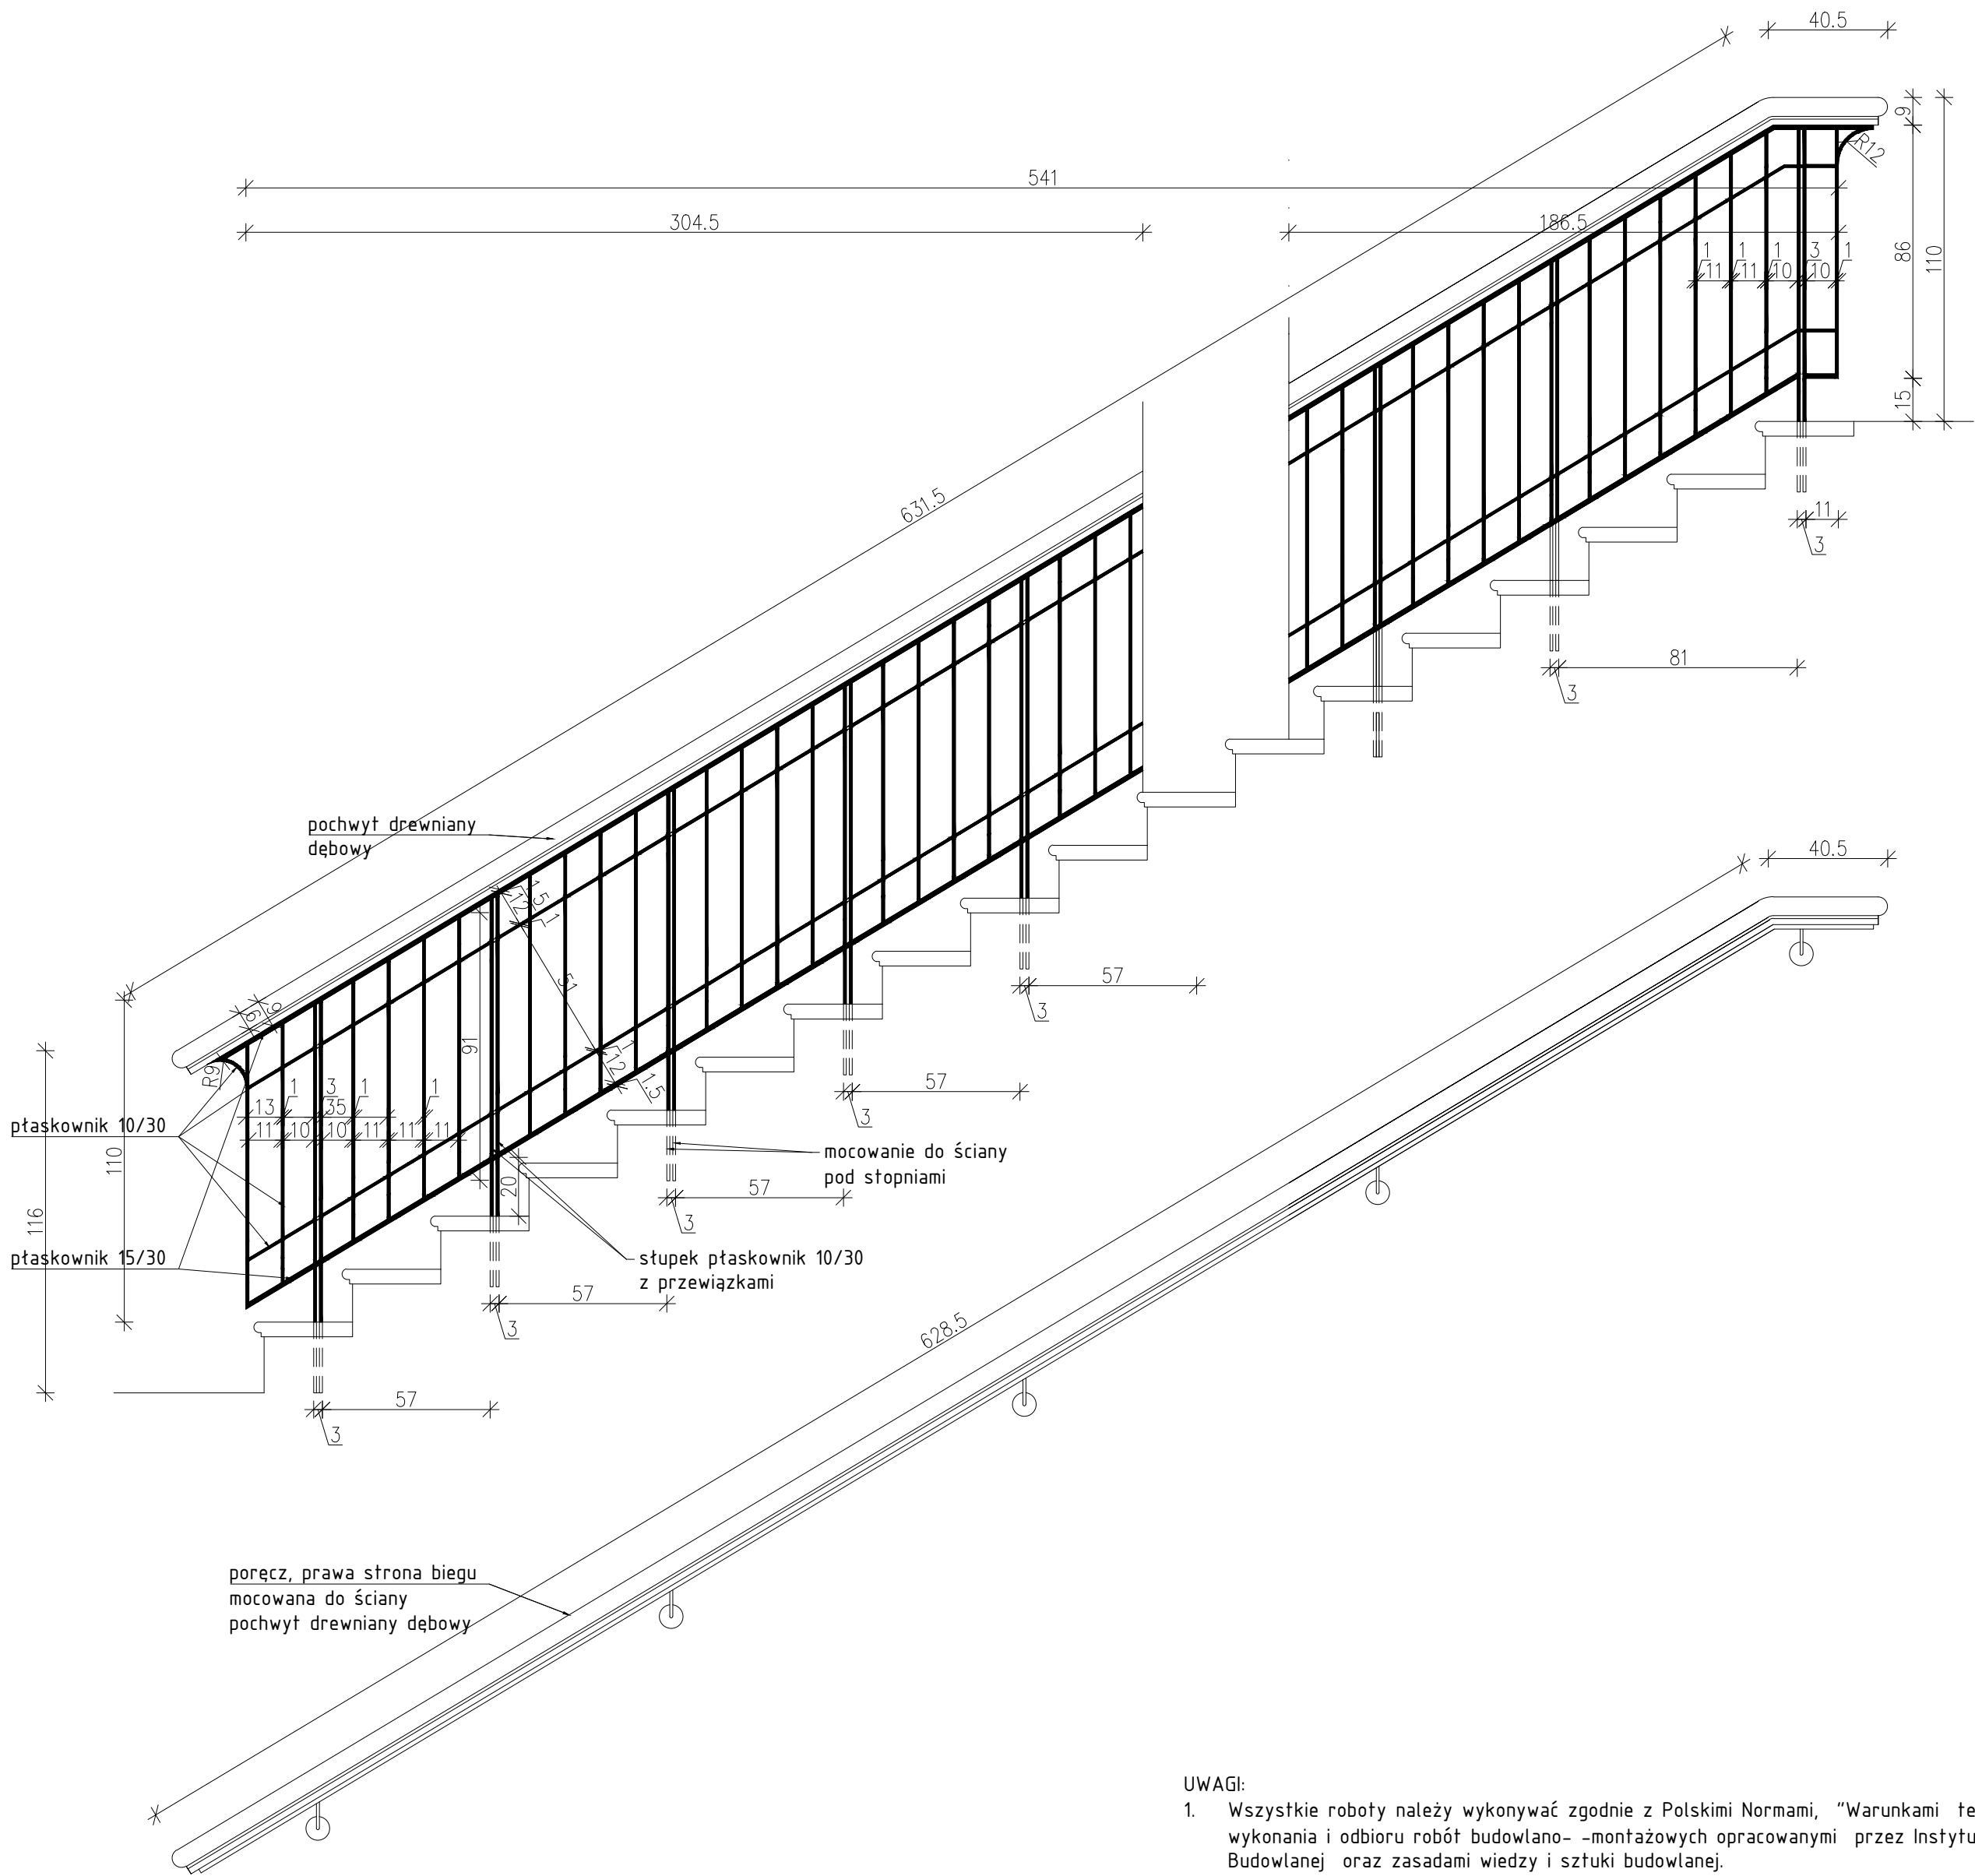 40.5
9
R12
541
304.5
186.5
1 1 1 3 1
11 11 10 10
86
110
15
631.5
11
3
81
3
pochwyt drewniany
dębowy
40.5
1.5
12
1
51
1
12
1.5
9
6
91
57
3
R9
1 3 1 1
13 35
11 10 10 11 11 11
płaskownik 10/30
57
3
110
mocowanie do ściany
pod stopniami
20
57
3
116
płaskownik 15/30
słupek płaskownik 10/30
z przewiązkami
57
3
628.5
57
3
poręcz, prawa strona biegu
mocowana do ściany
pochwyt drewniany dębowy
UWAGI:
1. Wszystkie roboty należy wykonywać zgodnie z Polskimi Normami, "Warunkami te
wykonania i odbioru robót budowlano- -montażowych opracowanymi przez Instytu
Budowlanej oraz zasadami wiedzy i sztuki budowlanej.